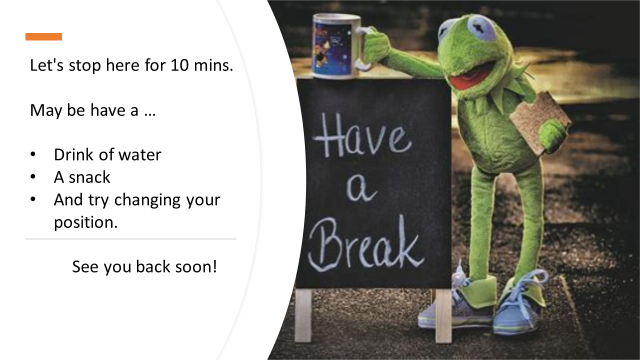 Let's stop here for 10 mins.
May be have a …
• Drink of water
• A snack
• And try changing your
position.
See you back soon!
Have
a
Break